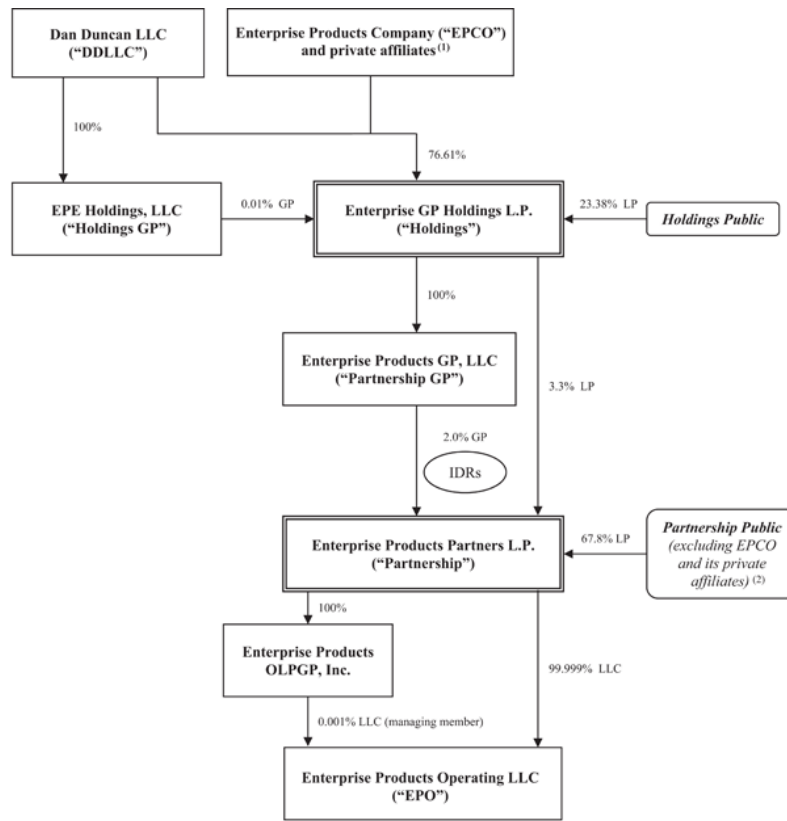 Dan Duncan LLC
(“DDLLC”)
Enterprise Products Company (“EPCO”)
and private affiliates(1)
100%
76.61%
EPE Holdings, LLC
(“Holdings GP”)
0.01% GP
Enterprise GP Holdings L.P.
(“Holdings”)
23.38% LP
Holdings Public
100%
Enterprise Products GP, LLC
(“Partnership GP”)
3.3% LP
2.0% GP
IDRs
Enterprise Products Partners L.P.
(“Partnership”)
67.8% LP
Partnership Public
(excluding EPCO
and its private
affiliates) (2)
100%
Enterprise Products
OLPGP, Inc.
99.999% LLC
0.001% LLC (managing member)
Enterprise Products Operating LLC
(“EPO”)